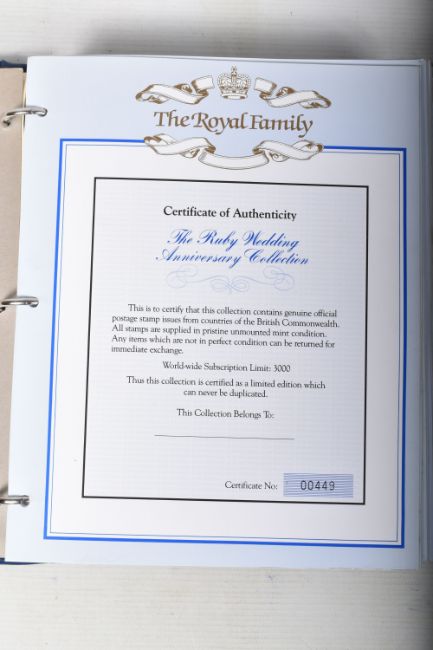 The Royal Family
Certificate of Authenticity
The Ruby Wedding
Anniversary Collection
This is to certify that this collection contains genuine official
postage stamp issues from countries of the British Commonwealth.
All stamps are supplied in pristine unmounted mint condition.
Any items which are not in perfect condition can be returned for
immediate exchange.
World-wide Subscription Limit: 3000
Thus this collection is certified as a limited edition which
can never be duplicated.
This Collection Belongs To:
Certificate No: 00449